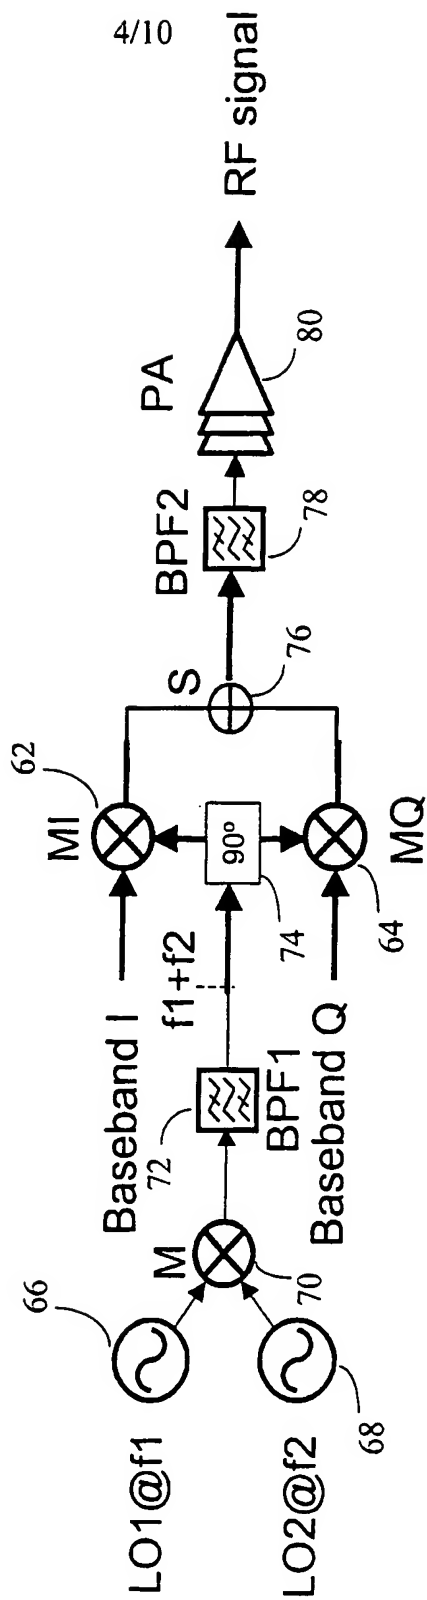 4/10
LO1@f1
66
LO2@f2
68
M
70
72
BPF1
f1+f2
Baseband I
Baseband Q
MI
62
90º
74
MQ
64
S
76
BPF2
78
PA
80
RF signal